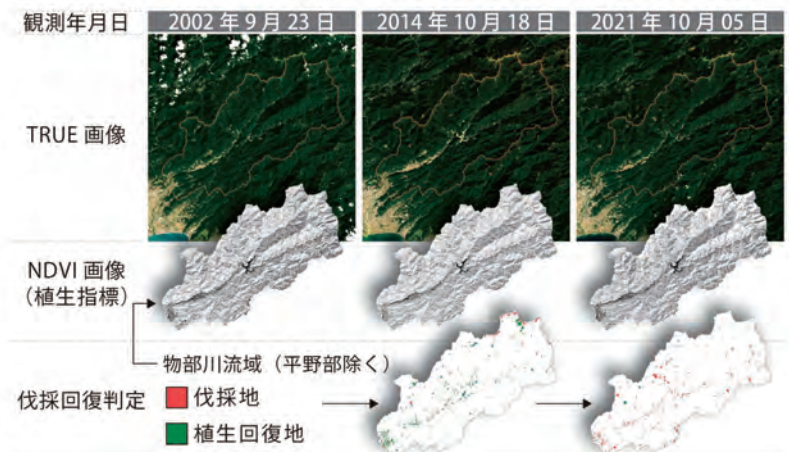 観測年月日
2002 年 9 月 23 日
2014 年 10 月 18 日
2021 年 10 月 05 日
TRUE 画像
NDVI 画像
（植生指標）
物部川流域（平野部除く）
伐採回復判定
伐採地
植生回復地